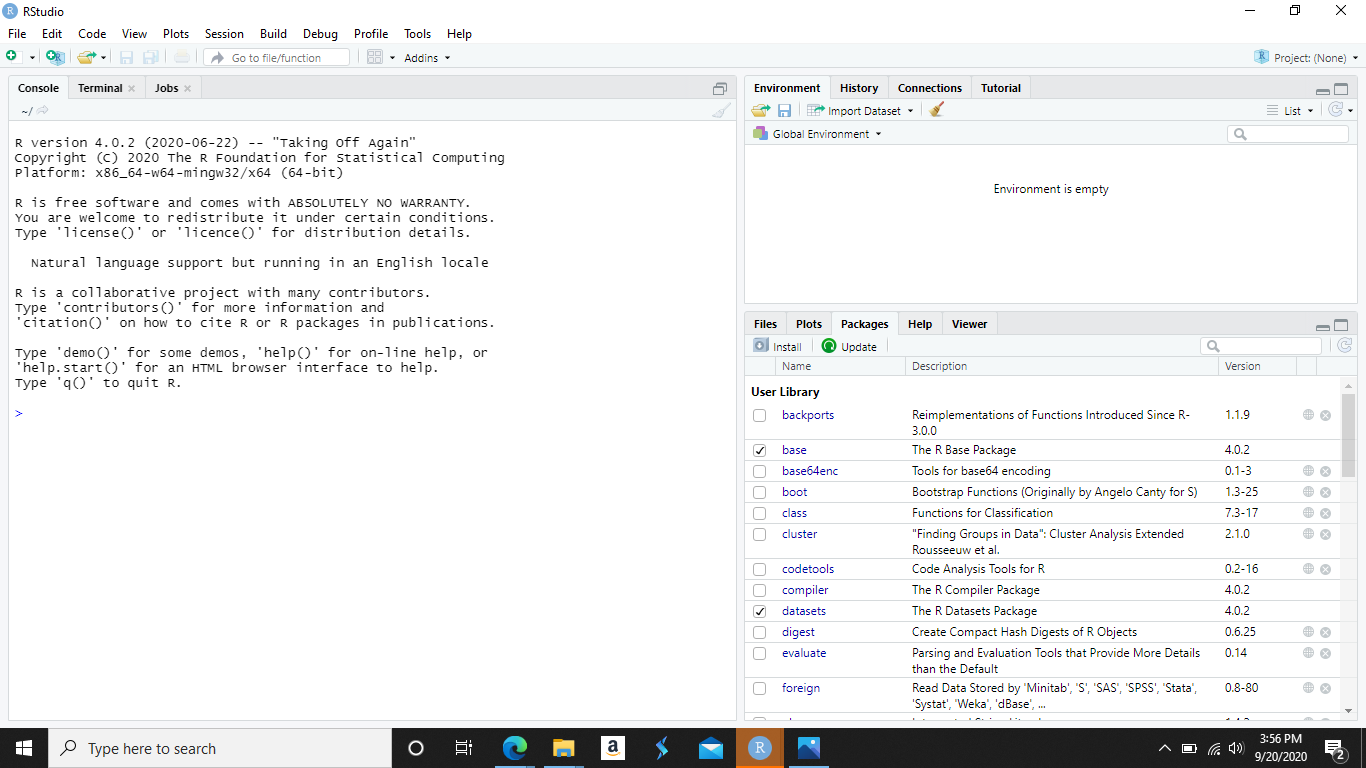 RStudio
File Edit Code View Plots Session Build Debug Profile Tools Help
Go to file/function Addins Project: (None)
Console Terminal Jobs
~/
R version 4.0.2 (2020-06-22) -- "Taking Off Again"
Copyright (C) 2020 The R Foundation for Statistical Computing
Platform: x86_64-w64-mingw32/x64 (64-bit)
R is free software and comes with ABSOLUTELY NO WARRANTY.
You are welcome to redistribute it under certain conditions.
Type 'license()' or 'licence()' for distribution details.
Natural language support but running in an English locale
R is a collaborative project with many contributors.
Type 'contributors()' for more information and
'citation()' on how to cite R or R packages in publications.
Type 'demo()' for some demos, 'help()' for on-line help, or
'help.start()' for an HTML browser interface to help.
Type 'q()' to quit R.
>
Environment History Connections Tutorial
Import Dataset List
Global Environment
Environment is empty
Files Plots Packages Help Viewer
Install Update
Name Description Version
User Library
backports Reimplementations of Functions Introduced Since R- 1.1.9
3.0.0
base The R Base Package 4.0.2
base64enc Tools for base64 encoding 0.1-3
boot Bootstrap Functions (Originally by Angelo Canty for S) 1.3-25
class Functions for Classification 7.3-17
cluster "Finding Groups in Data": Cluster Analysis Extended 2.1.0
Rousseeuw et al.
codetools Code Analysis Tools for R 0.2-16
compiler The R Compiler Package 4.0.2
datasets The R Datasets Package 4.0.2
digest Create Compact Hash Digests of R Objects 0.6.25
evaluate Parsing and Evaluation Tools that Provide More Details 0.14
than the Default
foreign Read Data Stored by 'Minitab', 'S', 'SAS', 'SPSS', 'Stata', 0.8-80
'Systat', 'Weka', 'dBase', ...
Type here to search
a
R
3:56 PM
9/20/2020
2